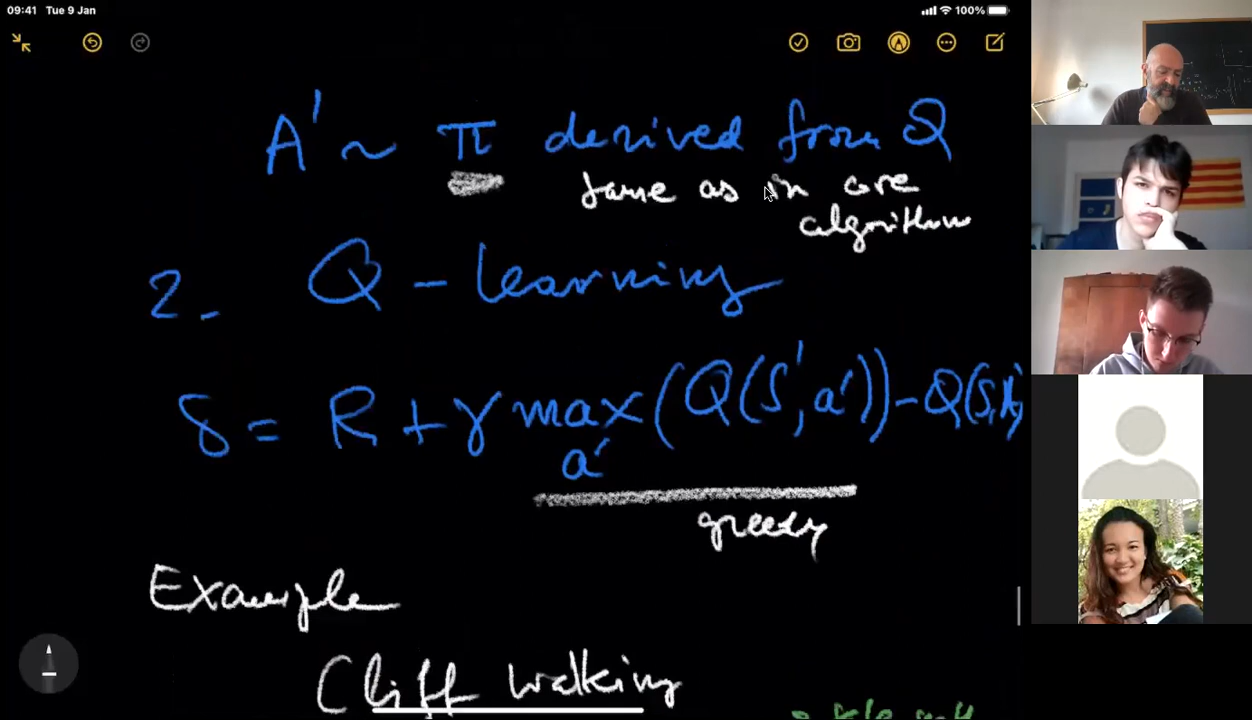 09:41 Tue 9 Jan
100%
A' ~ π derived from Q
same as in core
algorithm
2. Q - learning
δ = R + γ max (Q(S', a')) - Q(S, A)
a'
greedy
Example
Cliff walking